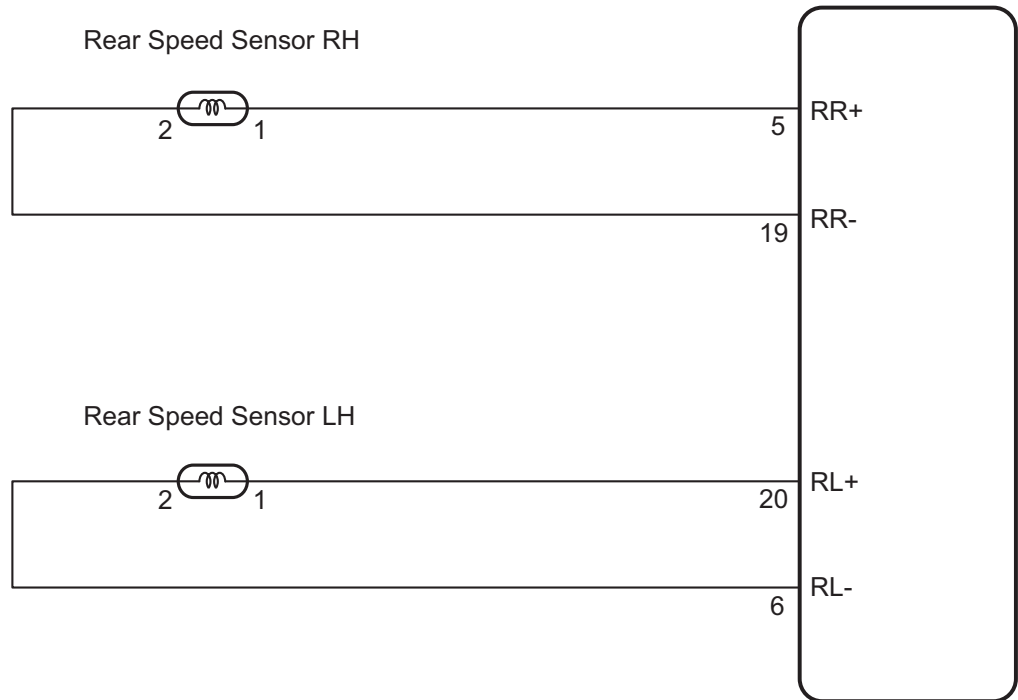 Rear Speed Sensor RH
2 1 5 RR+
19 RR-
Rear Speed Sensor LH
2 1 20 RL+
6 RL-